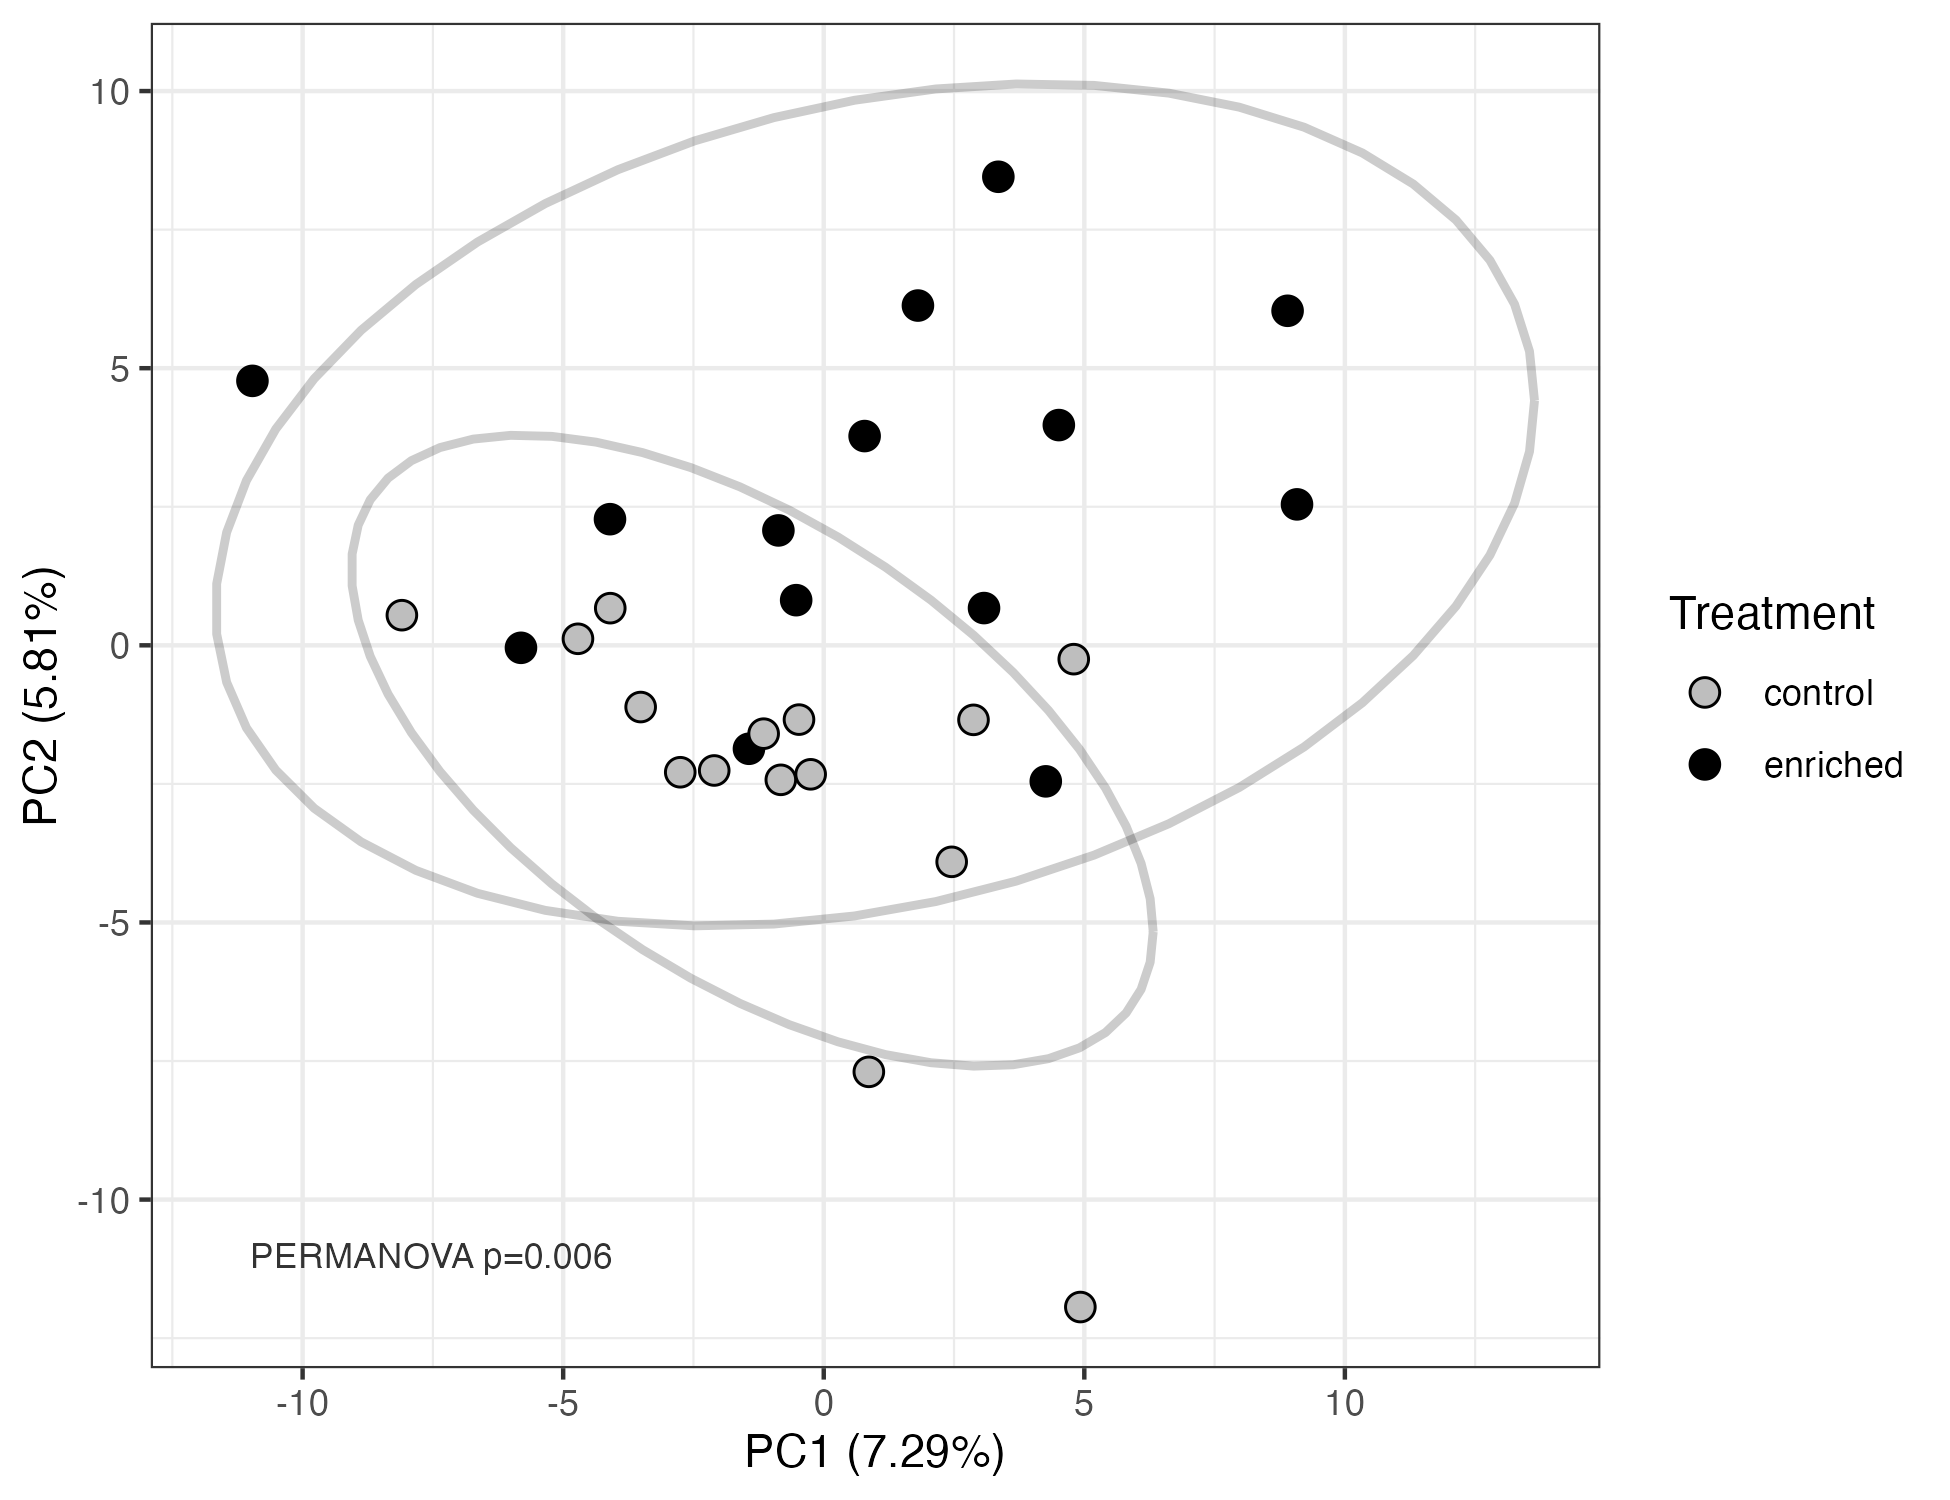 10
5
0
-5
-10
PC2 (5.81%)
-10
-5
0
5
10
PC1 (7.29%)
PERMANOVA p=0.006
Treatment
control
enriched